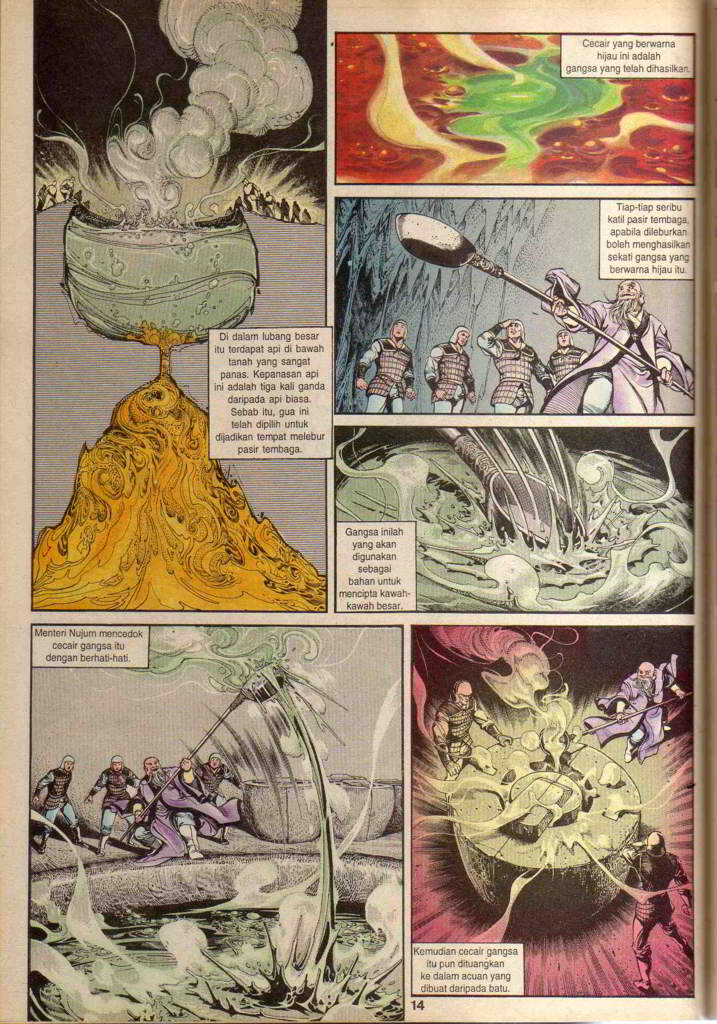 Di dalam lubang besar
itu terdapat api di bawah
tanah yang sangat
panas. Kepanasan api
ini adalah tiga kali ganda
daripada api biasa.
Sebab itu, gua ini
telah dipilih untuk
dijadikan tempat melebur
pasir tembaga.
Cecair yang berwarna
hijau ini adalah
gangsa yang telah dihasilkan.
Tiap-tiap seribu
katil pasir tembaga,
apabila dileburkan
boleh menghasilkan
sekati gangsa yang
berwarna hijau itu.
Gangsa inilah
yang akan
digunakan
sebagai
bahan untuk
mencipta kawah-
kawah besar.
Menteri Nujum mencedok
cecair gangsa itu
dengan berhati-hati.
Kemudian cecair gangsa
itu pun dituangkan
ke dalam acuan yang
dibuat daripada batu.
14